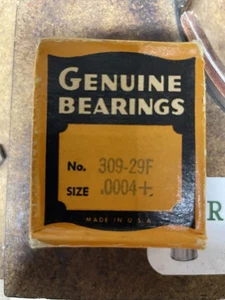 GENUINE
BEARINGS
No. 309-29F
SIZE .0004+
MADE IN U.S.A.
R